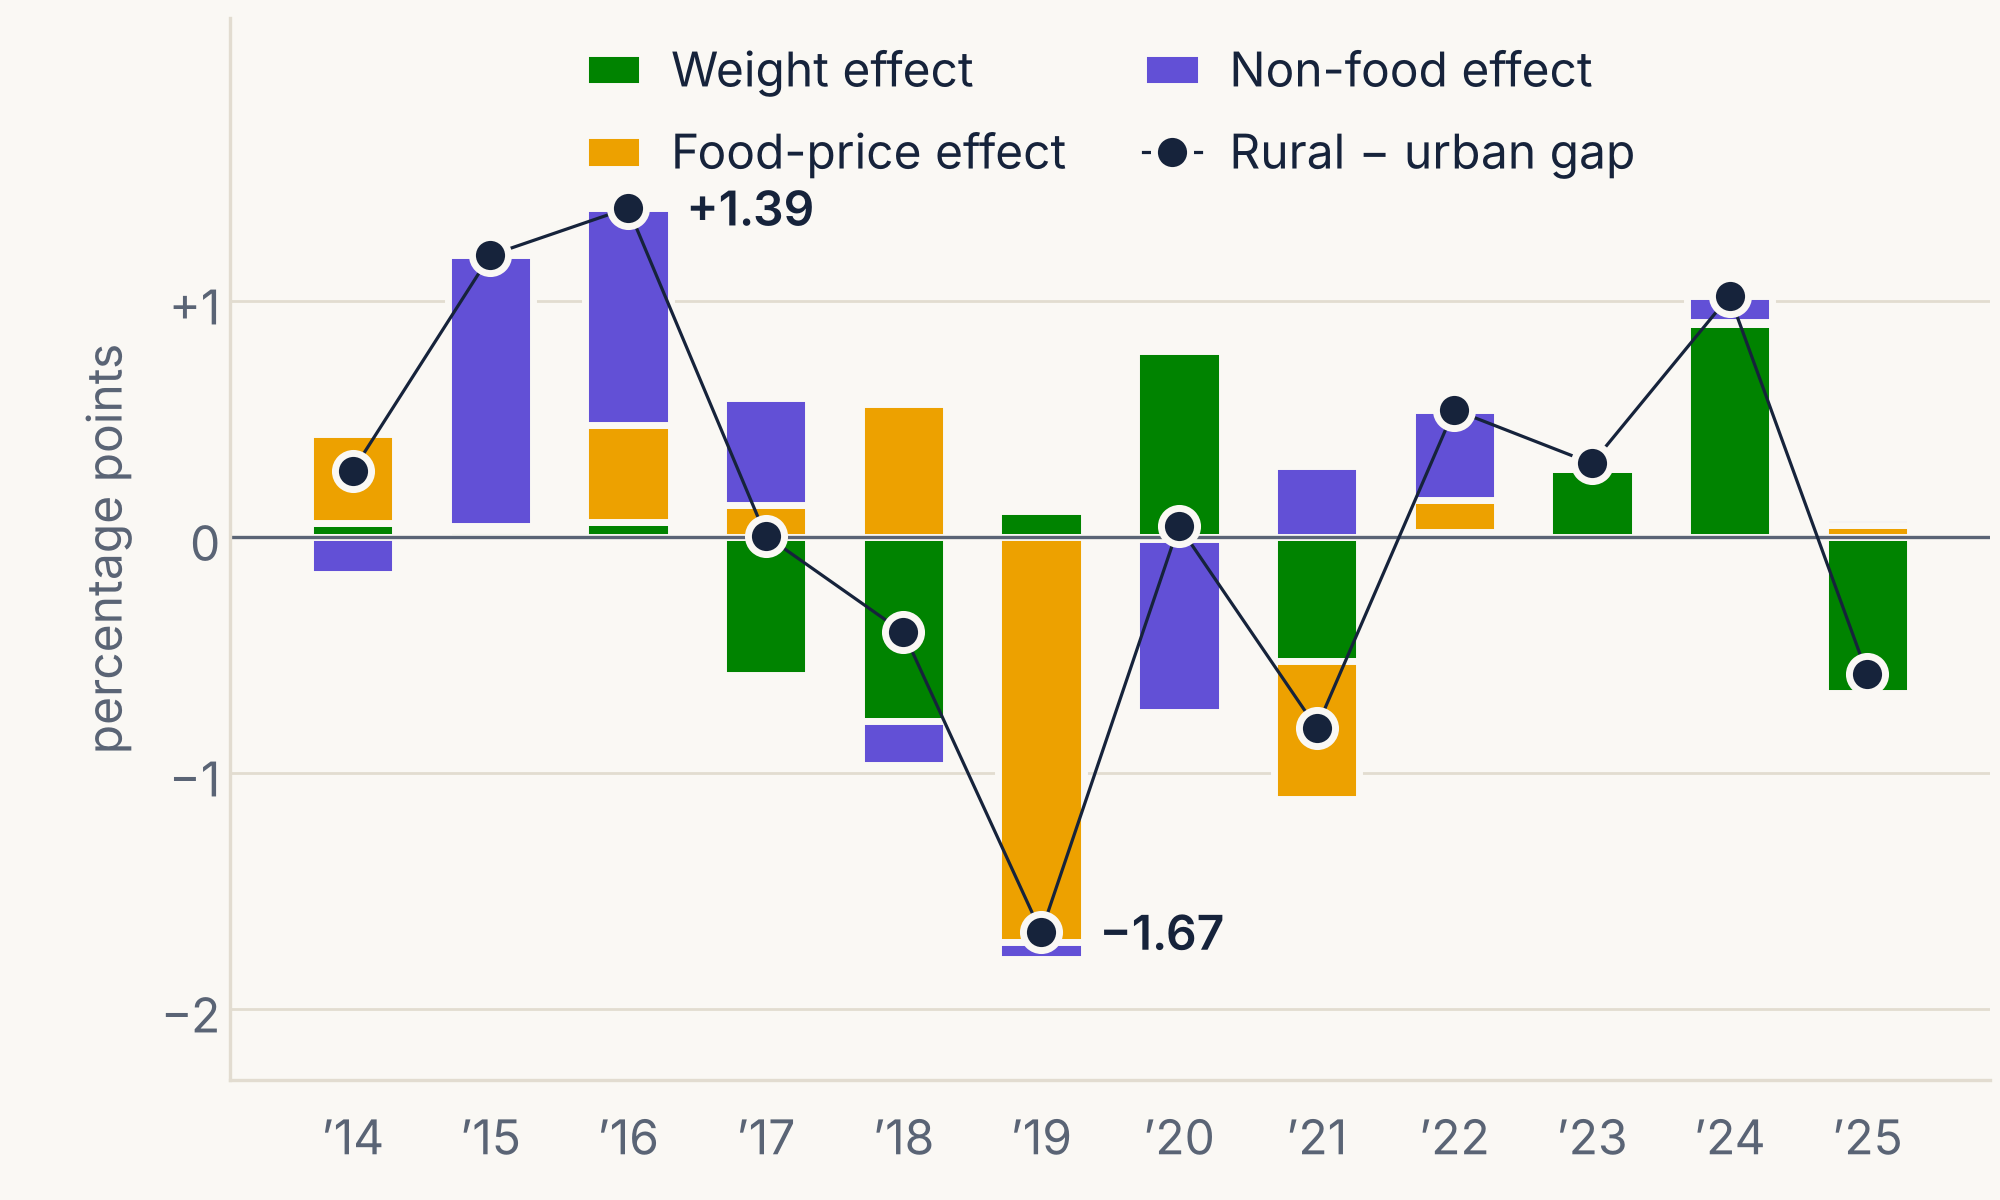 Weight effect
Non-food effect
Food-price effect
Rural – urban gap
+1.39
+1
percentage points
0
−1
−1.67
−2
’14 ’15 ’16 ’17 ’18 ’19 ’20 ’21 ’22 ’23 ’24 ’25